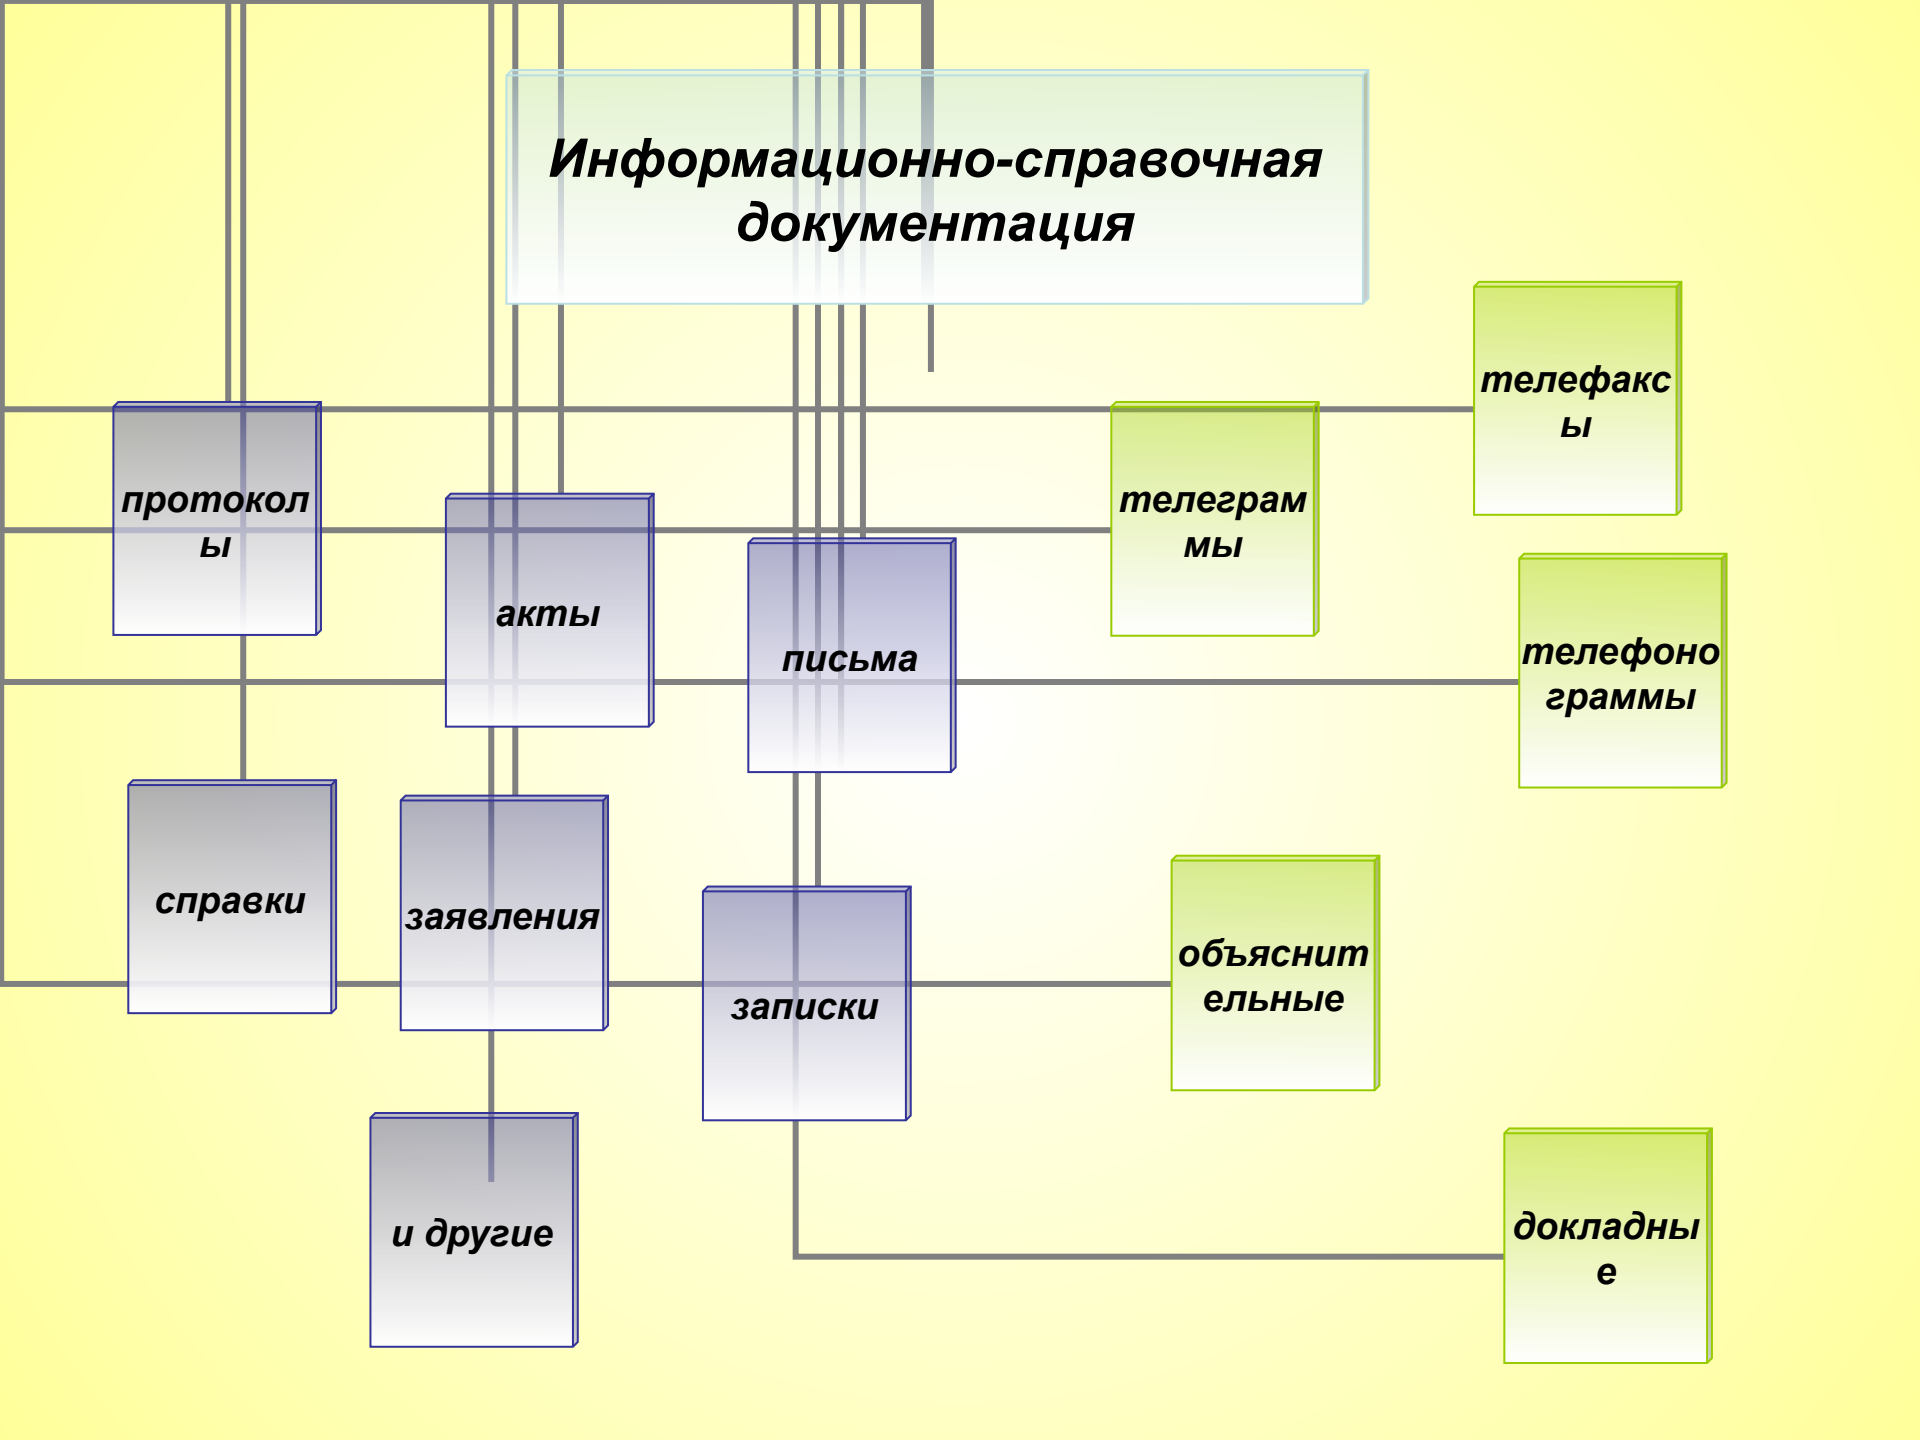 Информационно-справочная
документация
телефакс
ы
протокол
ы
телеграм
мы
акты
письма
телефоно
граммы
справки
заявления
записки
объяснит
ельные
и другие
докладны
е